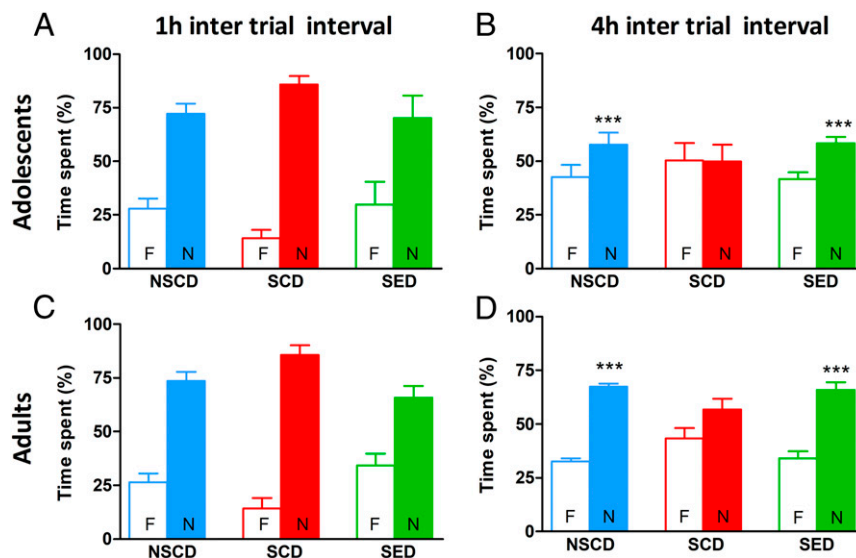 A 1h inter trial interval
Adolescents
Time spent (%)
100
75
50
25
0
F N F N F N
NSCD SCD SED
B 4h inter trial interval
Time spent (%)
100
75
50
25
0
*** ***
F N F N F N
NSCD SCD SED
C
Adults
Time spent (%)
100
75
50
25
0
F N F N F N
NSCD SCD SED
D
Time spent (%)
100
75
50
25
0
*** ***
F N F N F N
NSCD SCD SED